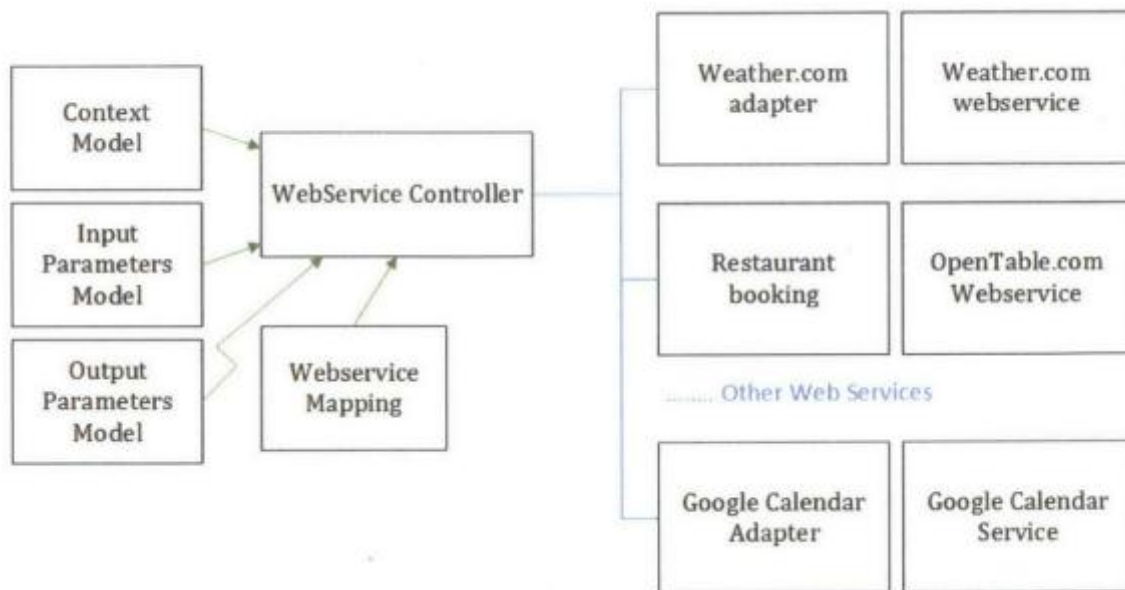 Context
Model
Input
Parameters
Model
Output
Parameters
Model
WebService Controller
Webservice
Mapping
Weather.com
adapter
Weather.com
webservice
Restaurant
booking
OpenTable.com
Webservice
......... Other Web Services
Google Calendar
Adapter
Google Calendar
Service